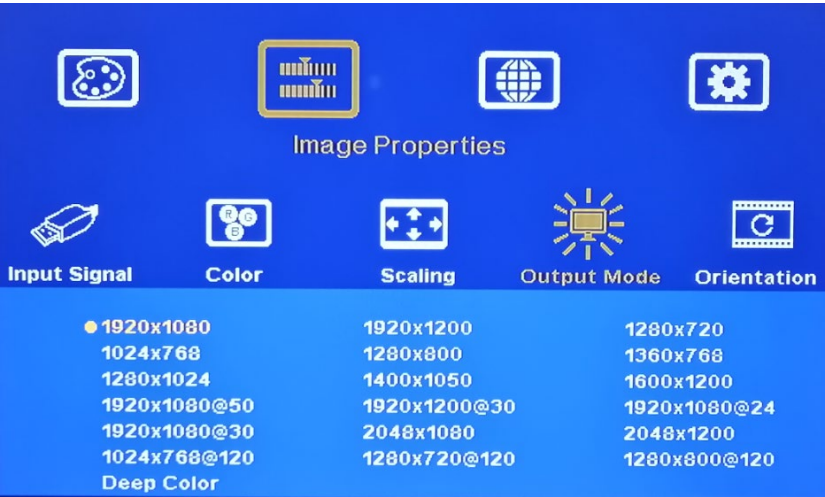 Image Properties
R G
B
Input Signal Color Scaling Output Mode Orientation
1920x1080 1920x1200 1280x720
1024x768 1280x800 1360x768
1280x1024 1400x1050 1600x1200
1920x1080@50 1920x1200@30 1920x1080@24
1920x1080@30 2048x1080 2048x1200
1024x768@120 1280x720@120 1280x800@120
Deep Color